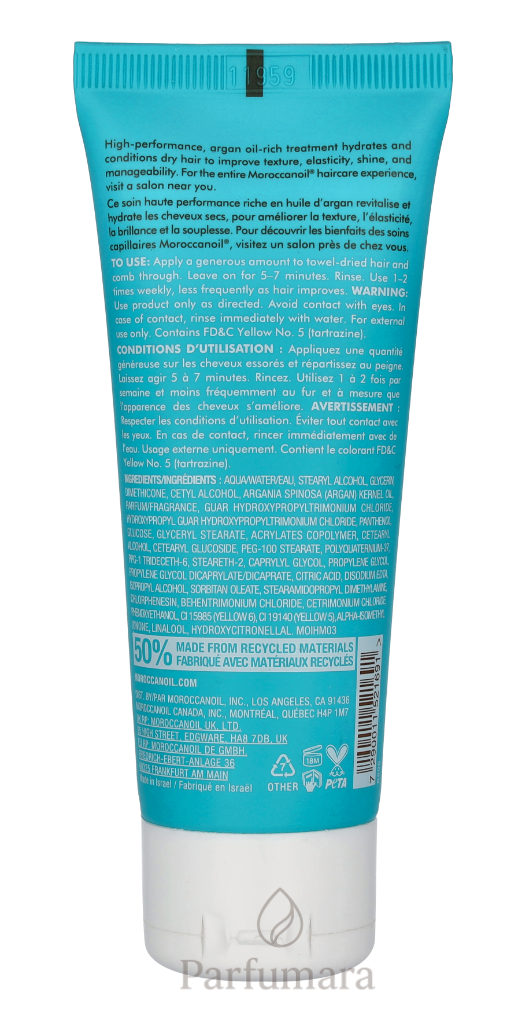 11959
High-performance, argan oil-rich treatment hydrates and
conditions dry hair to improve texture, elasticity, shine, and
manageability. For the entire Moroccanoil® haircare experience,
visit a salon near you.
Ce soin haute performance riche en huile d'argan revitalise et
hydrate les cheveux secs, pour améliorer la texture, l'élasticité,
la brillance et la souplesse. Pour découvrir les bienfaits des soins
capillaires Moroccanoil®, visitez un salon près de chez vous.
TO USE: Apply a generous amount to towel-dried hair and
comb through. Leave on for 5–7 minutes. Rinse. Use 1–2
times weekly, less frequently as hair improves. WARNING:
Use product only as directed. Avoid contact with eyes. In
case of contact, rinse immediately with water. For external
use only. Contains FD&C Yellow No. 5 (tartrazine).
CONDITIONS D'UTILISATION : Appliquez une quantité
généreuse sur les cheveux essorés et répartissez au peigne.
Laissez agir 5 à 7 minutes. Rincez. Utilisez 1 à 2 fois par
semaine et moins fréquemment au fur et à mesure que
l'apparence des cheveux s'améliore. AVERTISSEMENT :
Respecter les conditions d'utilisation. Éviter tout contact avec
les yeux. En cas de contact, rincer immédiatement avec de
l'eau. Usage externe uniquement. Contient le colorant FD&C
Yellow No. 5 (tartrazine).
INGREDIENTS/INGRÉDIENTS : AQUA/WATER/EAU, STEARYL ALCOHOL, GLYCERIN,
DIMETHICONE, CETYL ALCOHOL, ARGANIA SPINOSA (ARGAN) KERNEL OIL,
PARFUM/FRAGRANCE, GUAR HYDROXYPROPYLTRIMONIUM CHLORIDE,
HYDROXYPROPYL GUAR HYDROXYPROPYLTRIMONIUM CHLORIDE, PANTHENOL,
GLUCOSE, GLYCERYL STEARATE, ACRYLATES COPOLYMER, CETEARYL
ALCOHOL, CETEARYL GLUCOSIDE, PEG-100 STEARATE, POLYQUATERNIUM-37,
PPG-1 TRIDECETH-6, STEARETH-2, CAPRYLYL GLYCOL, PROPYLENE GLYCOL,
PROPYLENE GLYCOL DICAPRYLATE/DICAPRATE, CITRIC ACID, DISODIUM EDTA,
ISOPROPYL ALCOHOL, SORBITAN OLEATE, STEARAMIDOPROPYL DIMETHYLAMINE,
CHLORPHENESIN, BEHENTRIMONIUM CHLORIDE, CETRIMONIUM CHLORIDE,
PHENOXYETHANOL, CI 15985 (YELLOW 6), CI 19140 (YELLOW 5), ALPHA-ISOMETHYL
IONONE, LINALOOL, HYDROXYCITRONELLAL. MOIHM03
50% MADE FROM RECYCLED MATERIALS
FABRIQUÉ AVEC MATÉRIAUX RECYCLÉS
MOROCCANOIL.COM
DIST. BY/PAR MOROCCANOIL, INC., LOS ANGELES, CA 91436
MOROCCANOIL CANADA, INC., MONTRÉAL, QUÉBEC H4P 1M7
UK RP: MOROCCANOIL UK, LTD.
HIGH STREET, EDGWARE, HA8 7DB, UK
MOROCCANOIL DE GMBH,
FRIEDRICH-EBERT-ANLAGE 36
FRANKFURT AM MAIN
Made in Israel / Fabriqué en Israël
7
OTHER
18M
PeTA
7 290011 521691 >
Parfumara